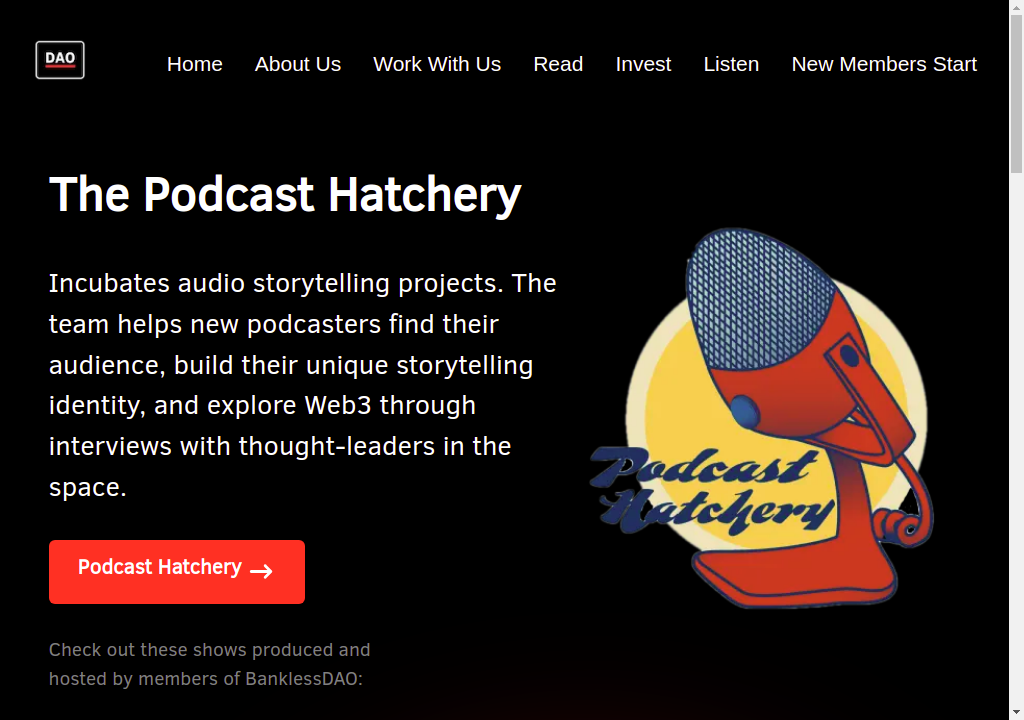 DAO
Home About Us Work With Us Read Invest Listen New Members Start
The Podcast Hatchery
Incubates audio storytelling projects. The
team helps new podcasters find their
audience, build their unique storytelling
identity, and explore Web3 through
interviews with thought-leaders in the
space.
Podcast
Hatchery
Podcast Hatchery →
Check out these shows produced and
hosted by members of BanklessDAO: